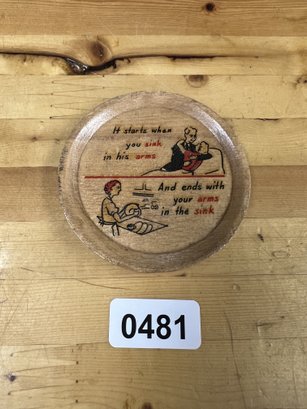 It starts when
you sink
in his arms
And ends with
your arms
in the sink
0481